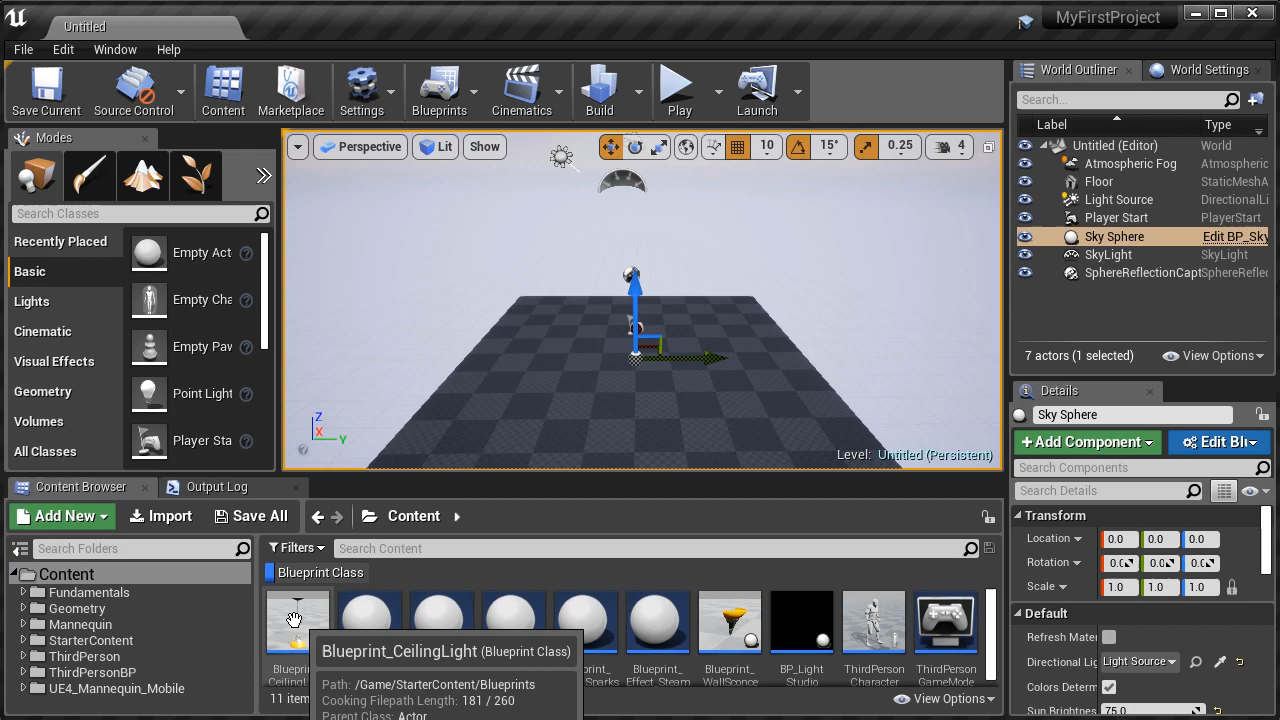 Untitled
MyFirstProject
File Edit Window Help
Save Current Source Control Content Marketplace Settings Blueprints Cinematics Build Play Launch
Modes
Search Classes
Recently Placed
Basic
Lights
Cinematic
Visual Effects
Geometry
Volumes
All Classes
Empty Act
Empty Cha
Empty Paw
Point Light
Player Sta
Perspective Lit Show 10 15° 0.25 4
Z
X
Y
Level: Untitled (Persistent)
World Outliner World Settings
Search...
Label Type
Untitled (Editor) World
Atmospheric Fog Atmospheric
Floor StaticMeshA
Light Source DirectionalLi
Player Start PlayerStart
Sky Sphere Edit BP_Sky
SkyLight SkyLight
SphereReflectionCapt SphereReflec
7 actors (1 selected) View Options
Details
Sky Sphere
+Add Component Edit Blu
Search Components
Search Details
Transform
Location 0.0 0.0 0.0
Rotation 0.0 0.0 0.0
Scale 1.0 1.0 1.0
Default
Refresh Mater
Directional Lig Light Source
Colors Determ
Sun Brightness 75.0
Content Browser Output Log
Add New Import Save All Content
Search Folders
Content
Fundamentals
Geometry
Mannequin
StarterContent
ThirdPerson
ThirdPersonBP
UE4_Mannequin_Mobile
Filters Search Content
Blueprint Class
Blueprint_
Effect_Steam
Blueprint_
WallSconce
BP_Light
Studio
ThirdPerson
Character
ThirdPerson
GameMode
11 item
View Options
Blueprint_CeilingLight (Blueprint Class)
Path: /Game/StarterContent/Blueprints
Cooking Filepath Length: 181 / 260
Parent Class: Actor